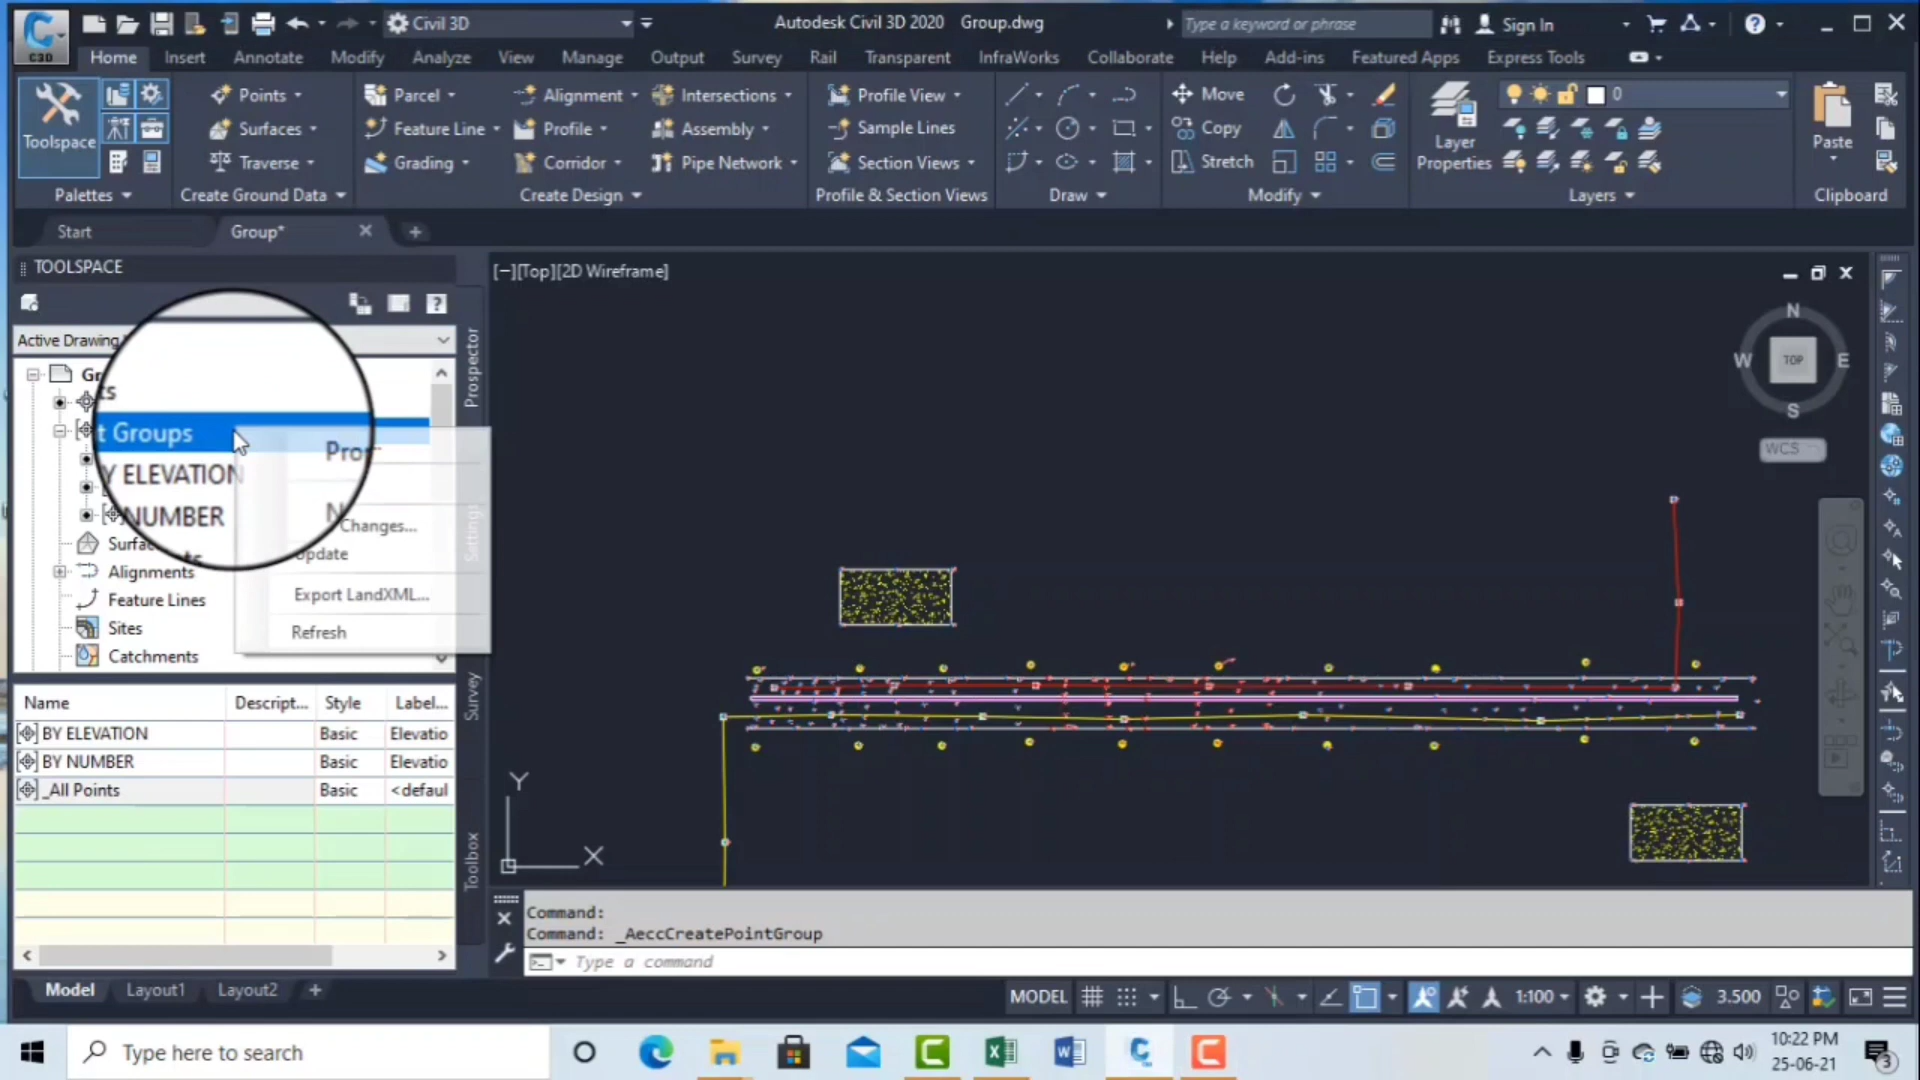 C3D
Civil 3D
Autodesk Civil 3D 2020 Group.dwg
Type a keyword or phrase
Sign In
Home Insert Annotate Modify Analyze View Manage Output Survey Rail Transparent InfraWorks Collaborate Help Add-ins Featured Apps Express Tools
Points Parcel Alignment Intersections Profile View Move 0
Toolspace Surfaces Feature Line Profile Assembly Sample Lines Copy Layer Properties Paste
Traverse Grading Corridor Pipe Network Section Views Stretch
Palettes Create Ground Data Create Design Profile & Section Views Draw Modify Layers Clipboard
Start Group*
TOOLSPACE
[−][Top][2D Wireframe]
Active Drawing
N
W TOP E
S
WCS
t Groups
BY ELEVATION
NUMBER
Changes...
Update
Export LandXML...
Refresh
Alignments
Feature Lines
Sites
Catchments
Prospector
Settings
Survey
Toolbox
Name Descript... Style Label...
BY ELEVATION Basic Elevatio
BY NUMBER Basic Elevatio
_All Points Basic <defaul
Y
X
Command:
Command: _AeccCreatePointGroup
Type a command
Model Layout1 Layout2 +
MODEL 1:100 3.500
Type here to search
10:22 PM
25-06-21
3